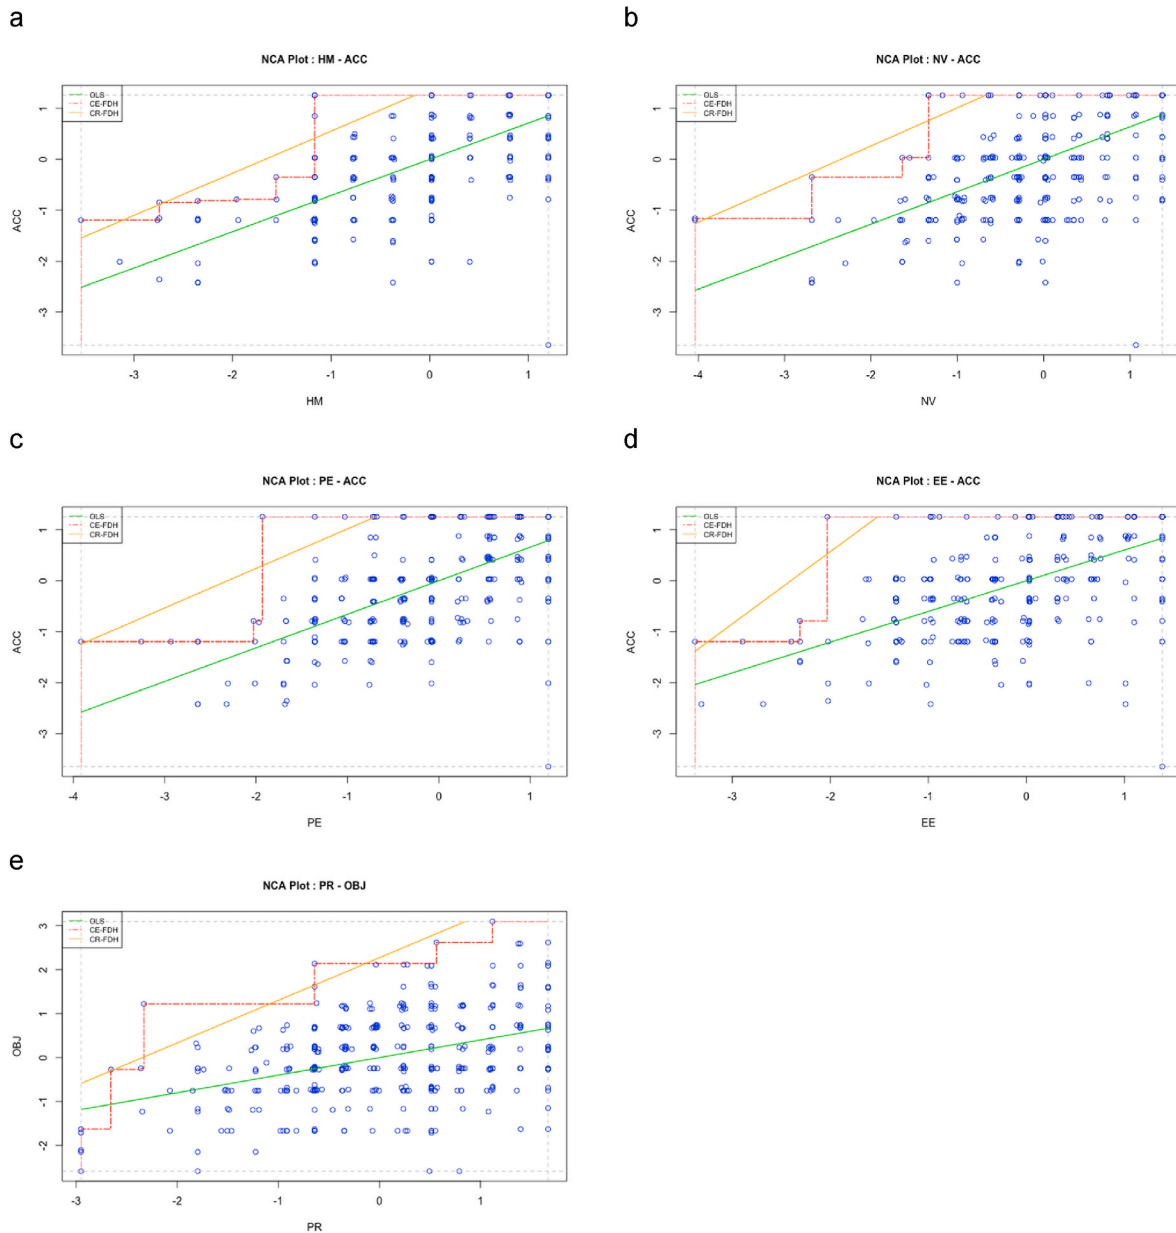 a
NCA Plot : HM - ACC
OLS
CE-FDH
CR-FDH
1
0
-1
-2
-3
ACC
-3
-2
-1
0
1
HM
b
NCA Plot : NV - ACC
OLS
CE-FDH
CR-FDH
1
0
-1
-2
-3
ACC
-4
-3
-2
-1
0
1
NV
c
NCA Plot : PE - ACC
OLS
CE-FDH
CR-FDH
1
0
-1
-2
-3
ACC
-4
-3
-2
-1
0
1
PE
d
NCA Plot : EE - ACC
OLS
CE-FDH
CR-FDH
1
0
-1
-2
-3
ACC
-3
-2
-1
0
1
EE
e
NCA Plot : PR - OBJ
OLS
CE-FDH
CR-FDH
3
2
1
0
-1
-2
OBJ
-3
-2
-1
0
1
PR